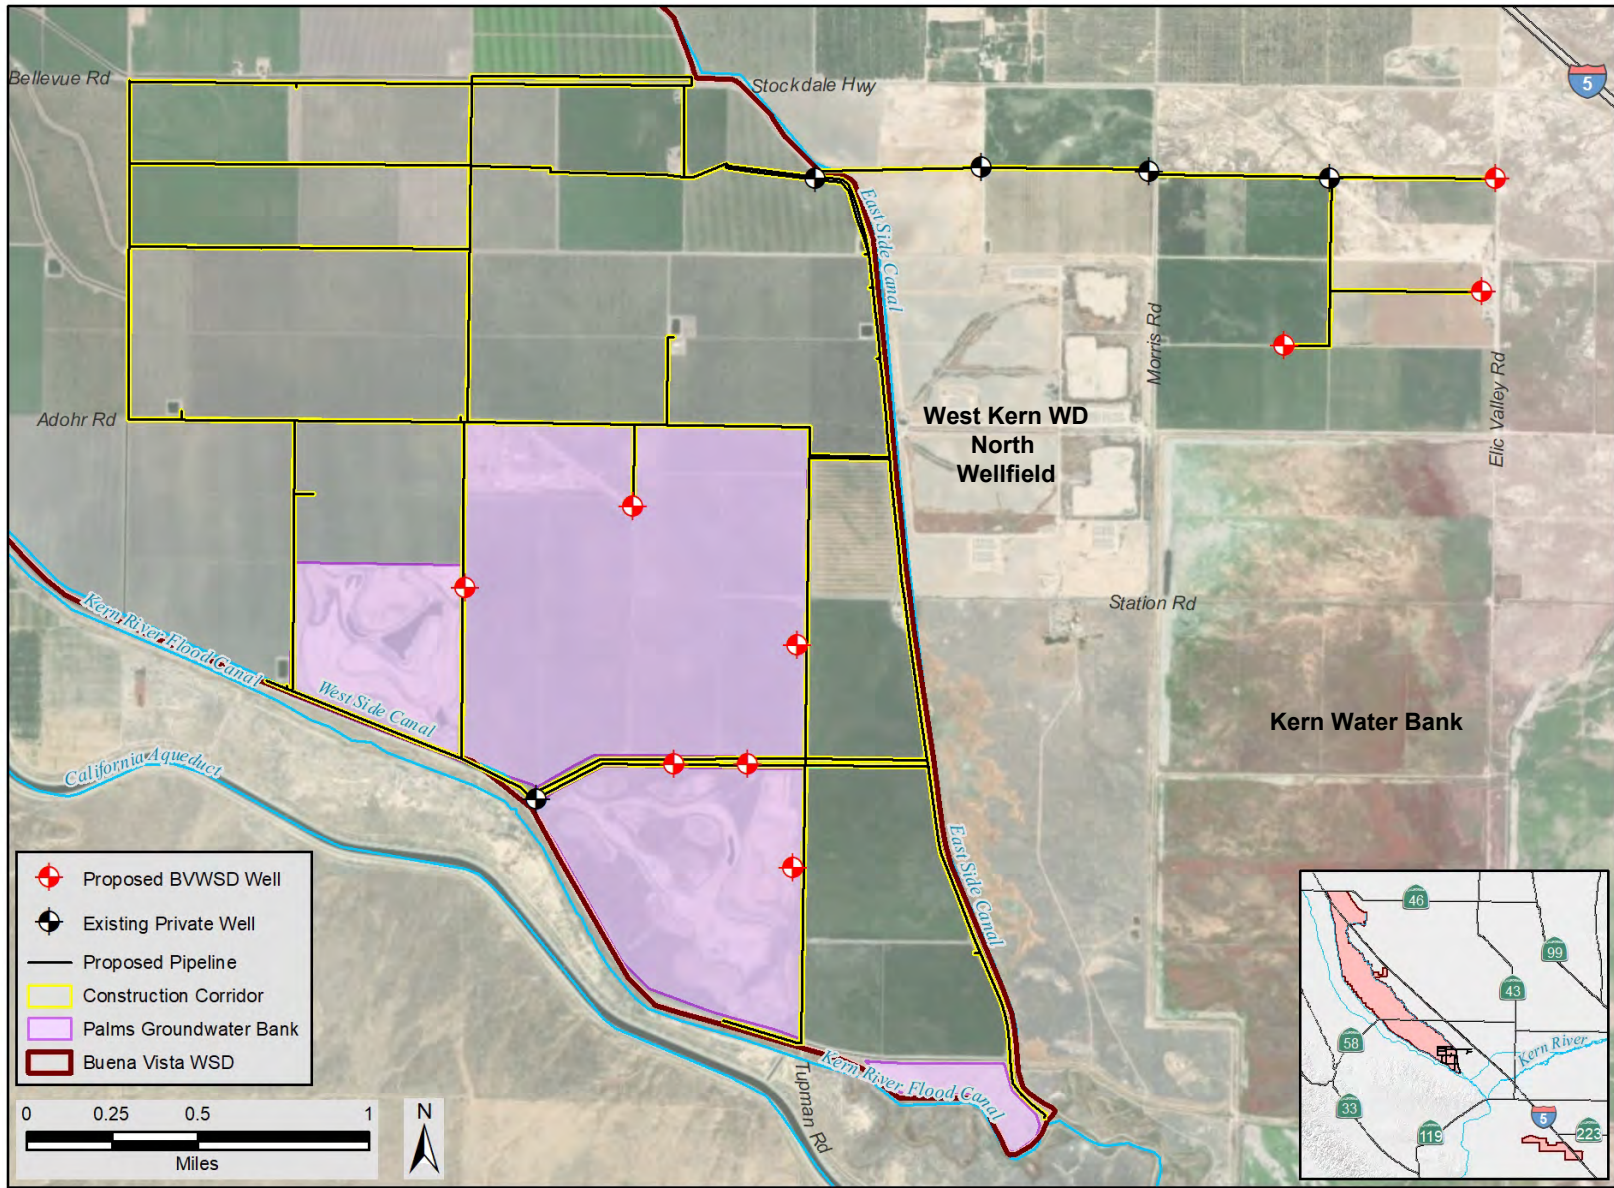 Bellevue Rd
Stockdale Hwy
5
East Side Canal
Morris Rd
Elic Valley Rd
Adohr Rd
West Kern WD
North
Wellfield
Station Rd
Kern River Flood Canal
West Side Canal
California Aqueduct
Kern Water Bank
East Side Canal
Kern River Flood Canal
Tupman Rd
Proposed BVWSD Well
Existing Private Well
Proposed Pipeline
Construction Corridor
Palms Groundwater Bank
Buena Vista WSD
0 0.25 0.5 1
Miles
N
46
99
43
58
Kern River
33
119
5
223